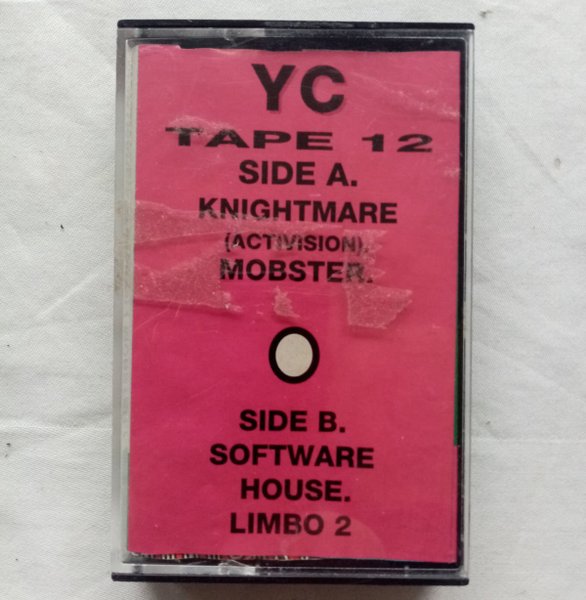 YC
TAPE 12
SIDE A.
KNIGHTMARE
(ACTIVISION).
MOBSTER.
SIDE B.
SOFTWARE
HOUSE.
LIMBO 2